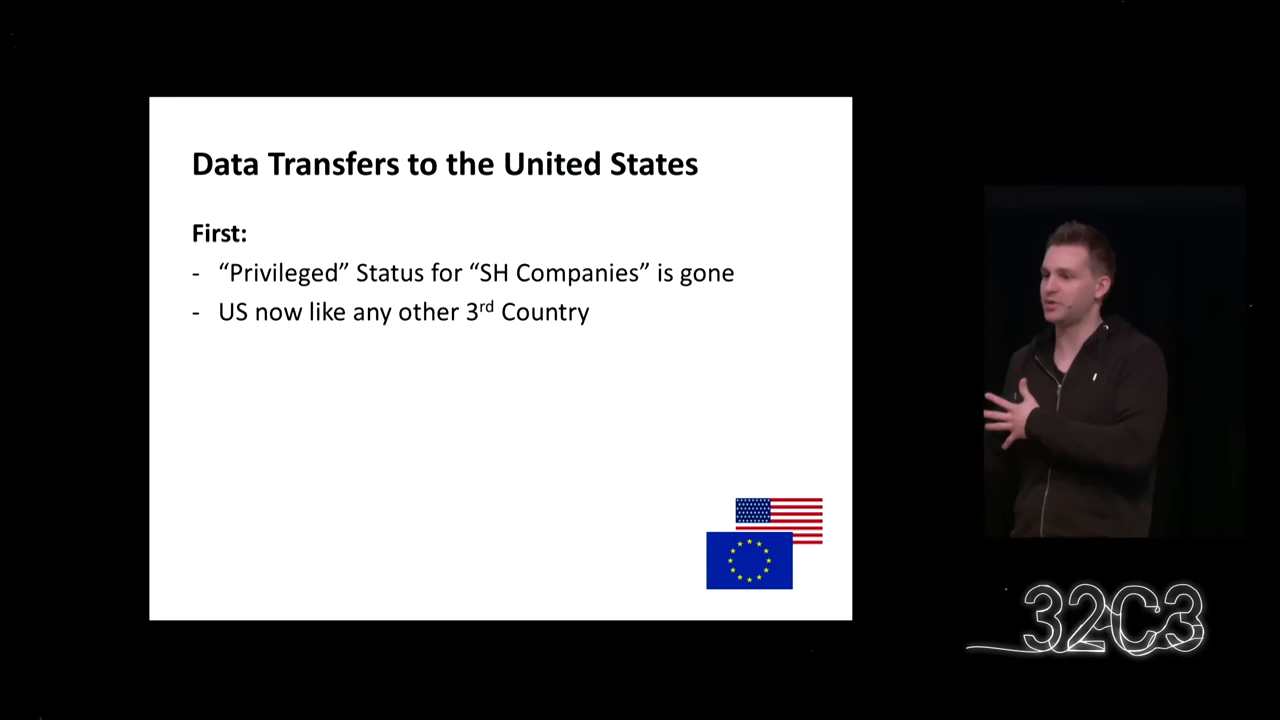 Data Transfers to the United States
First:
- “Privileged” Status for “SH Companies” is gone
- US now like any other 3rd Country
32C3